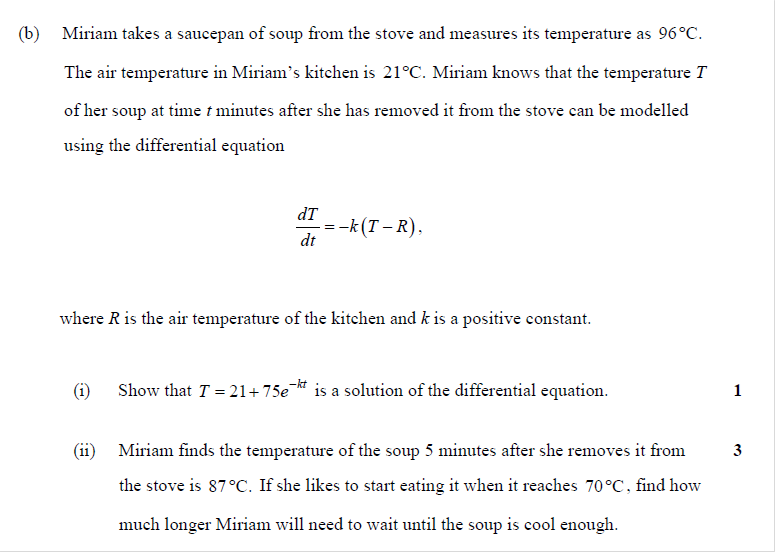 (b) Miriam takes a saucepan of soup from the stove and measures its temperature as 96°C.
The air temperature in Miriam's kitchen is 21°C. Miriam knows that the temperature T
of her soup at time t minutes after she has removed it from the stove can be modelled
using the differential equation
dT/dt = −k(T − R),
where R is the air temperature of the kitchen and k is a positive constant.
(i) Show that T = 21 + 75e^{−kt} is a solution of the differential equation. 1
(ii) Miriam finds the temperature of the soup 5 minutes after she removes it from 3
the stove is 87°C. If she likes to start eating it when it reaches 70°C, find how
much longer Miriam will need to wait until the soup is cool enough.